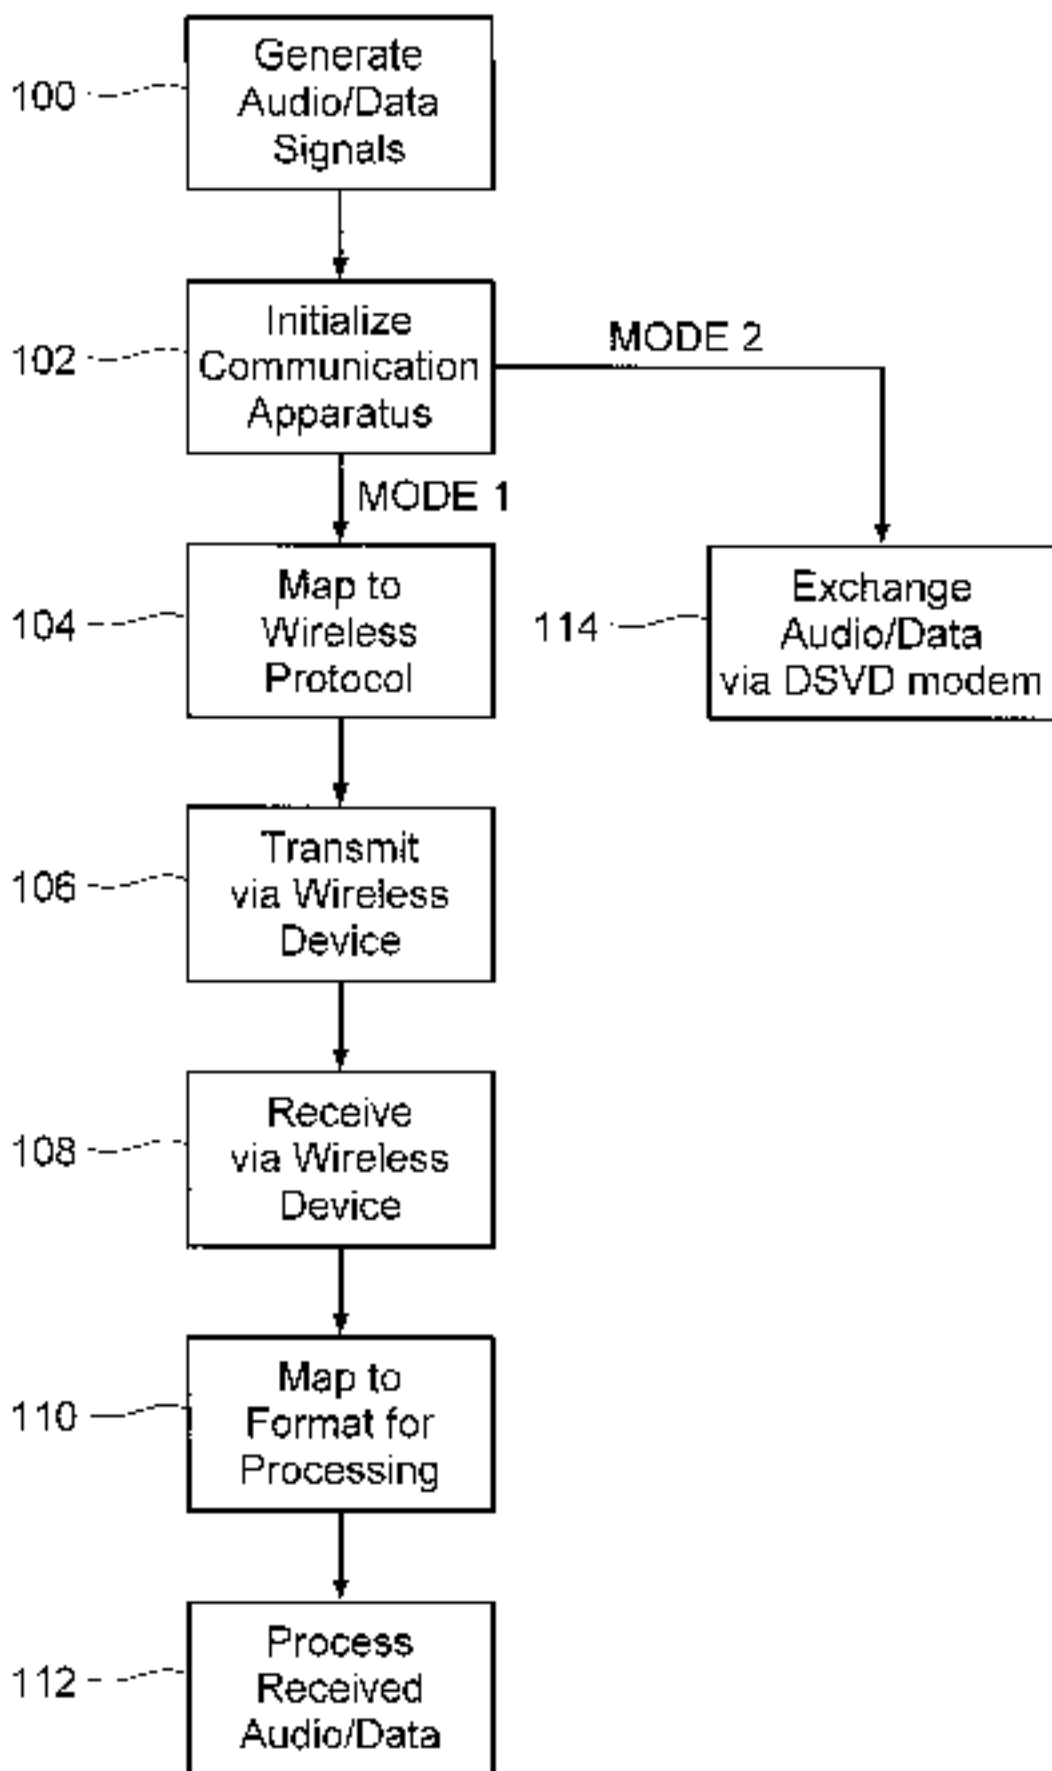 Generate
Audio/Data
Signals
100
Initialize
Communication
Apparatus
102
MODE 2
MODE 1
Map to
Wireless
Protocol
104
Exchange
Audio/Data
via DSVD modem
114
Transmit
via Wireless
Device
106
Receive
via Wireless
Device
108
Map to
Format for
Processing
110
Process
Received
Audio/Data
112